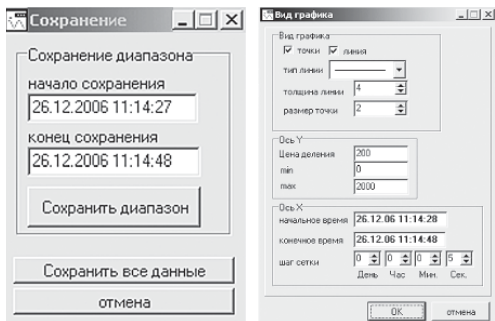 Сохранение
Сохранение диапазона
начало сохранения
26.12.2006 11:14:27
конец сохранения
26.12.2006 11:14:48
Сохранить диапазон
Сохранить все данные
отмена
Вид графика
Вид графика
точки линия
тип линии
толщина линии 4
размер точки 2
Ось Y
Цена деления 200
min 0
max 2000
Ось X
начальное время 26.12.06 11:14:28
конечное время 26.12.06 11:14:48
шаг сетки 0 0 0 5
День Час Мин. Сек.
OK отмена